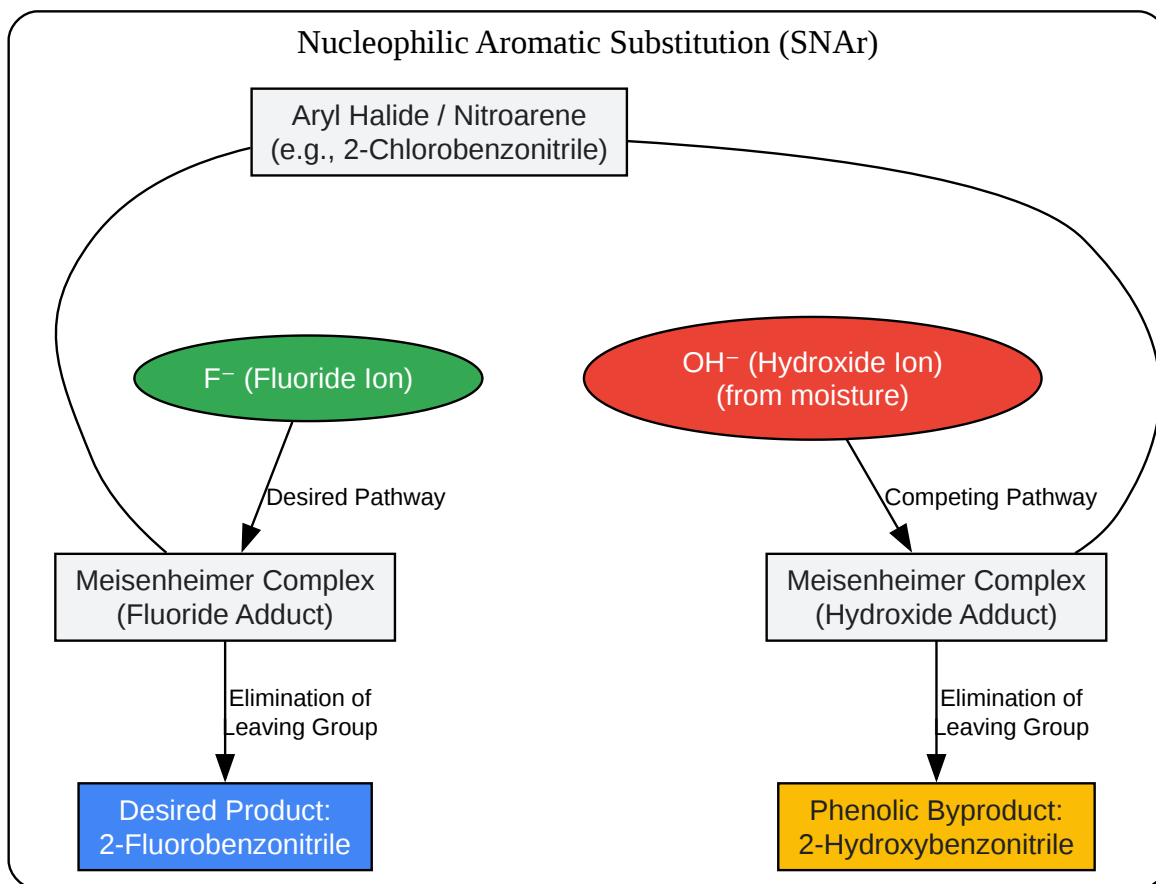 Nucleophilic Aromatic Substitution (SNAr)
Aryl Halide / Nitroarene
(e.g., 2-Chlorobenzonitrile)
F⁻ (Fluoride Ion)
OH⁻ (Hydroxide Ion)
(from moisture)
Desired Pathway
Competing Pathway
Meisenheimer Complex
(Fluoride Adduct)
Meisenheimer Complex
(Hydroxide Adduct)
Elimination of
Leaving Group
Elimination of
Leaving Group
Desired Product:
2-Fluorobenzonitrile
Phenolic Byproduct:
2-Hydroxybenzonitrile